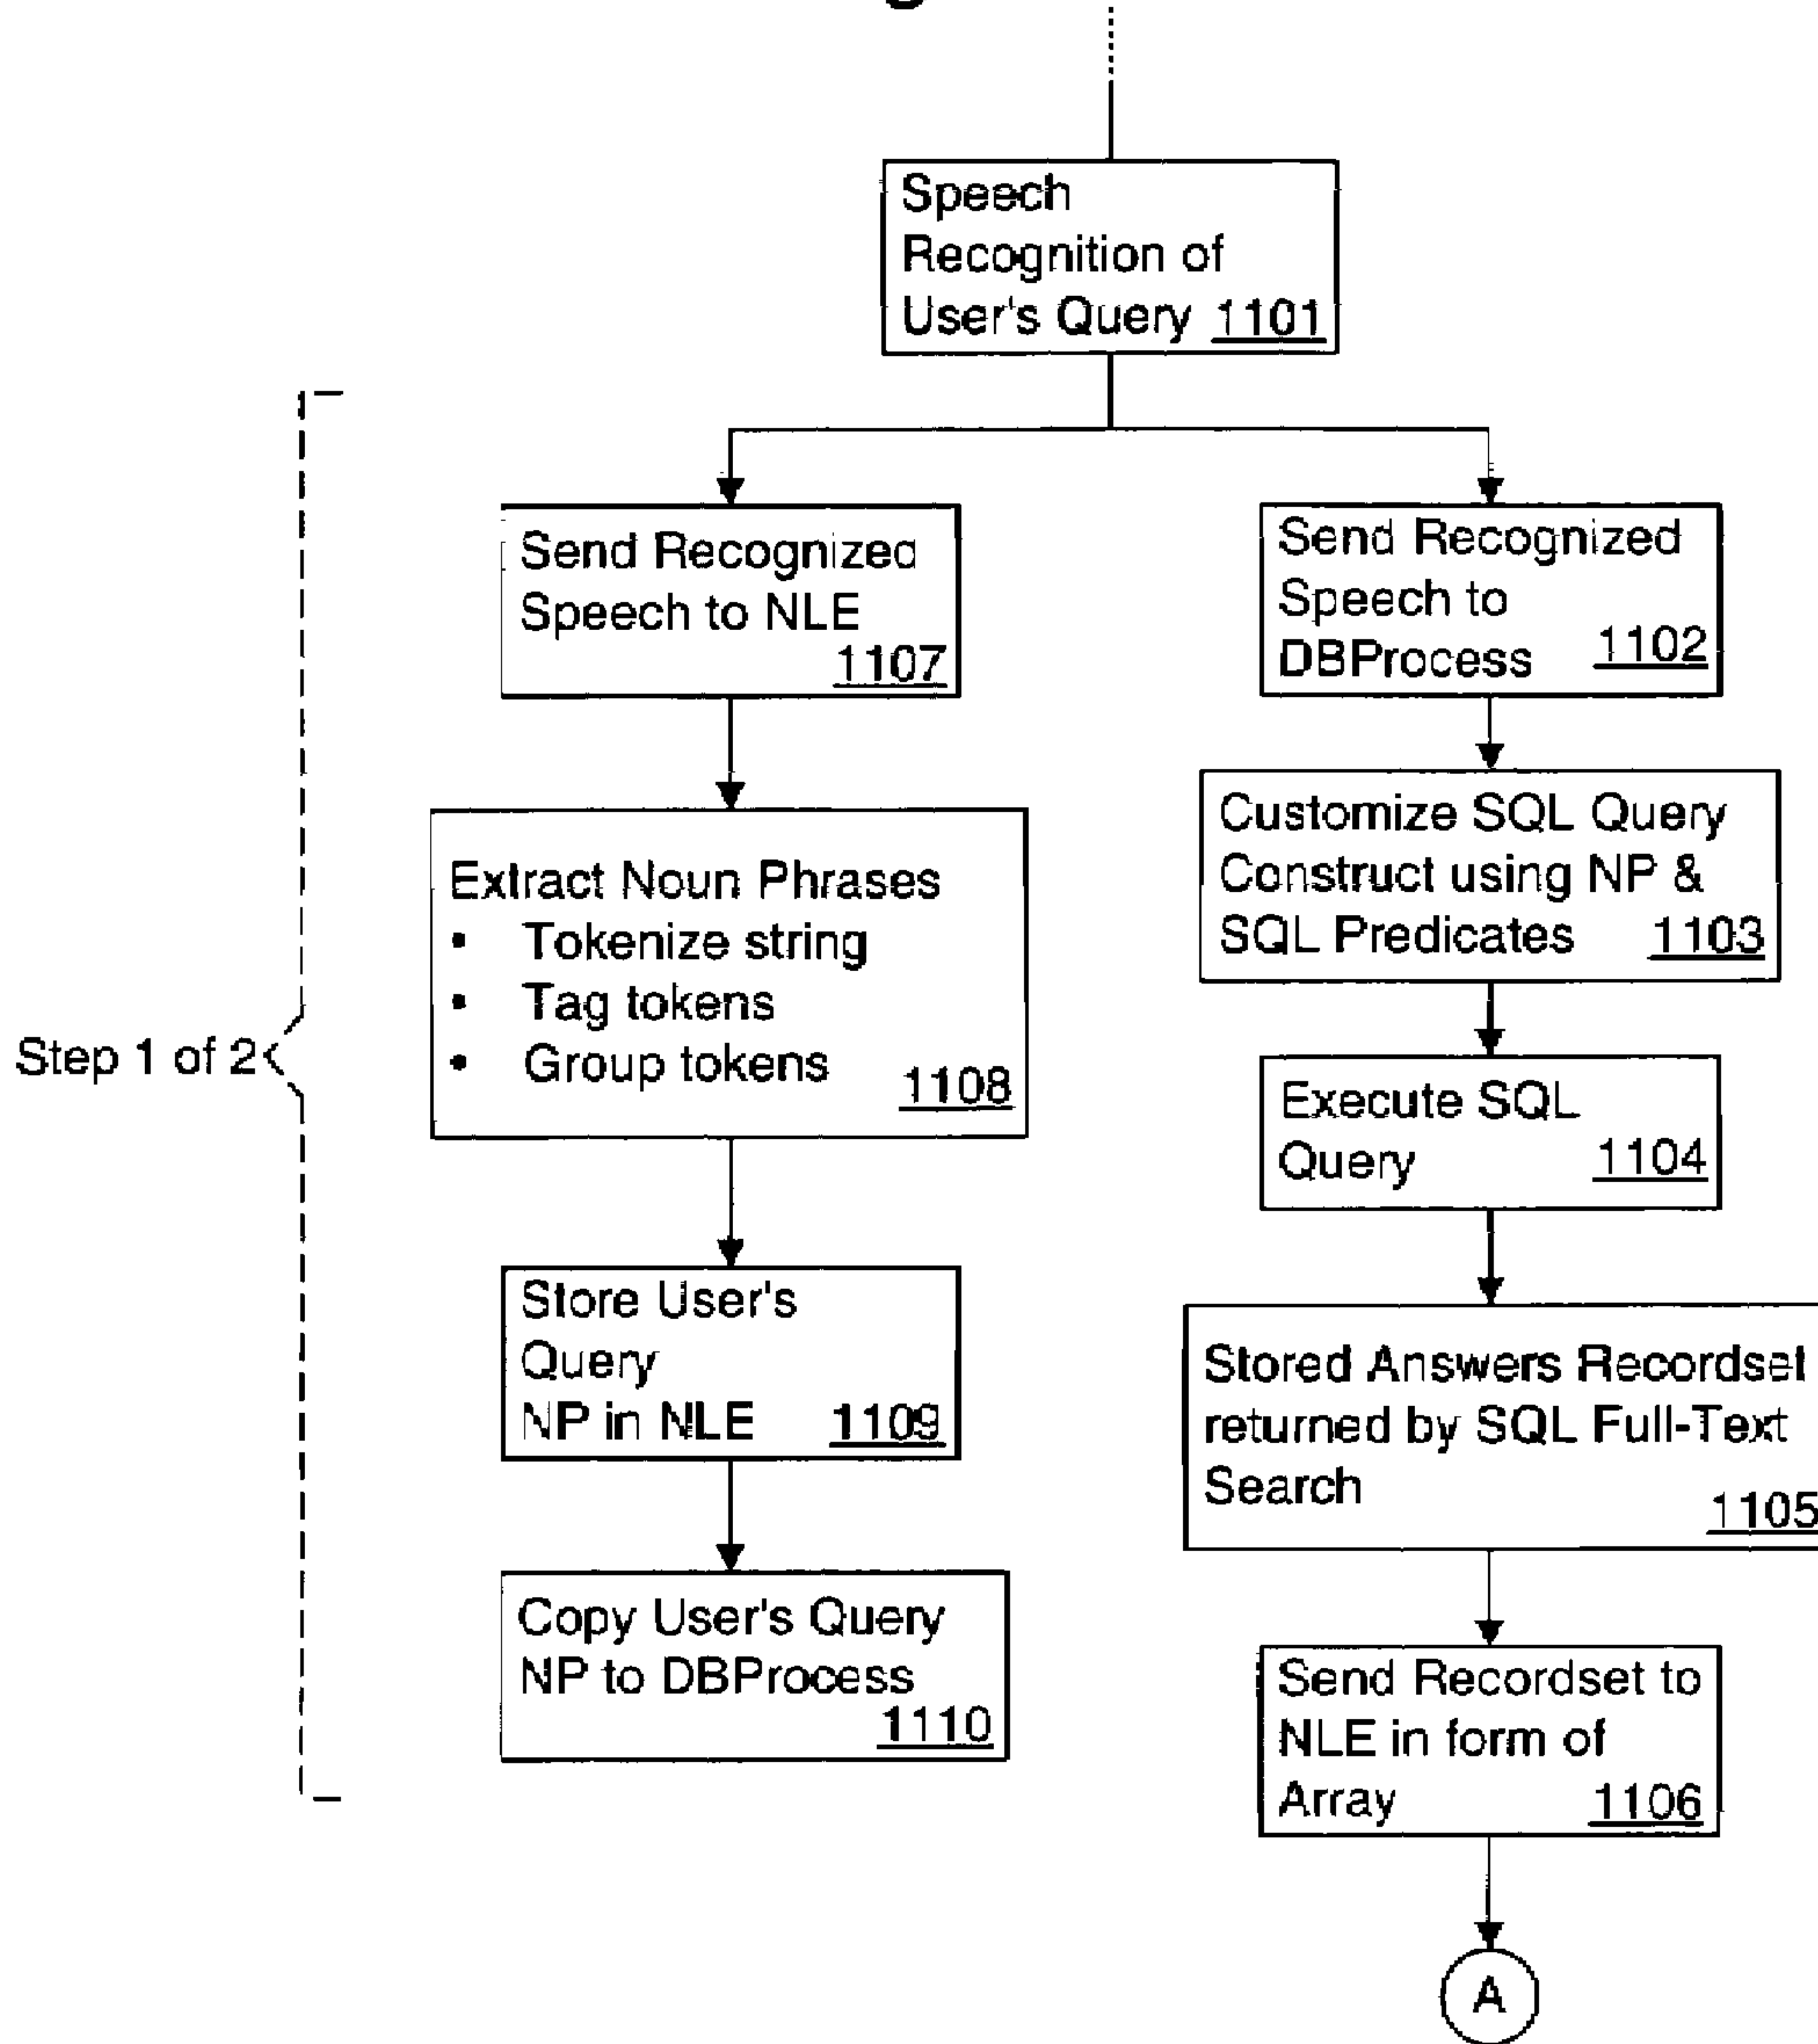 Speech
Recognition of
User's Query 1101
Send Recognized
Speech to NLE
1107
Send Recognized
Speech to
DBProcess 1102
Extract Noun Phrases
• Tokenize string
• Tag tokens
• Group tokens
1108
Customize SQL Query
Construct using NP &
SQL Predicates 1103
Step 1 of 2
Execute SQL
Query 1104
Store User's
Query
NP in NLE 1109
Stored Answers Recordset
returned by SQL Full-Text
Search
1105
Copy User's Query
NP to DBProcess
1110
Send Recordset to
NLE in form of
Array 1106
A